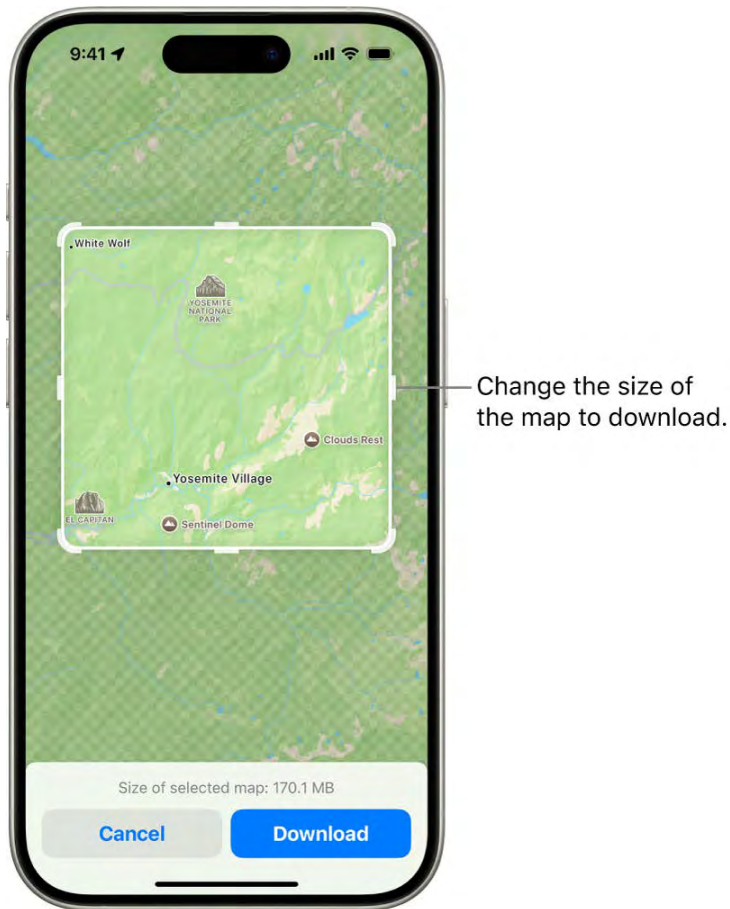 9:41
White Wolf
YOSEMITE
NATIONAL
PARK
Change the size of
the map to download.
Clouds Rest
Yosemite Village
EL CAPITAN
Sentinel Dome
Size of selected map: 170.1 MB
Cancel
Download